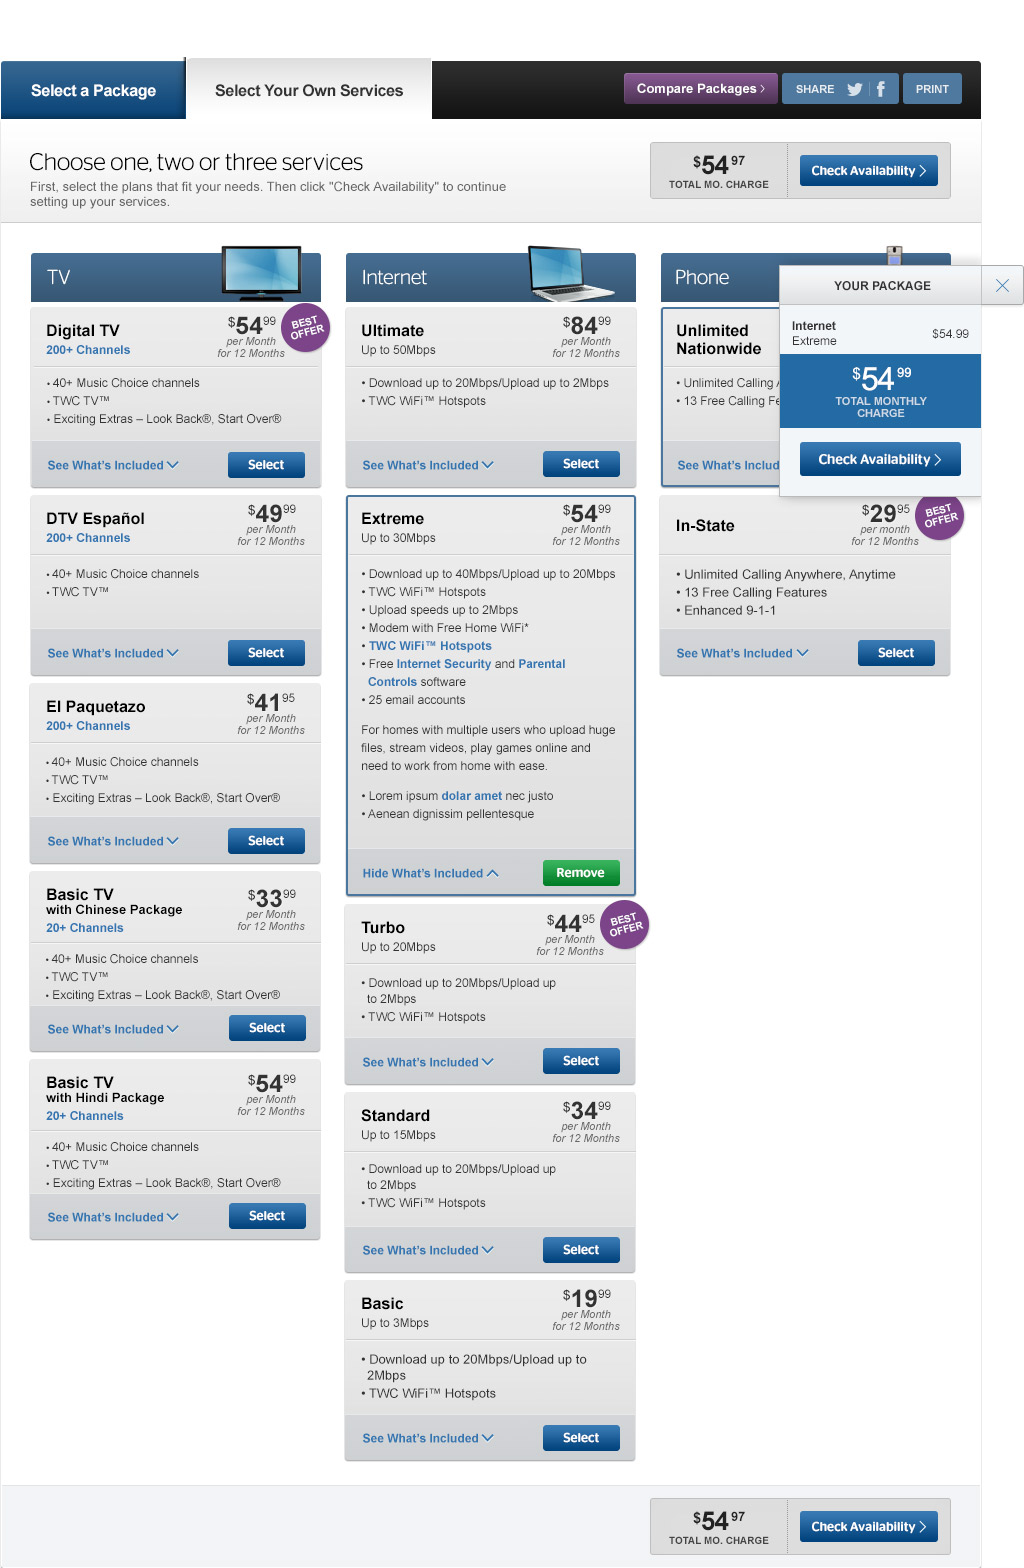 Select a Package
Select Your Own Services
Compare Packages
SHARE
PRINT
Choose one, two or three services
First, select the plans that fit your needs. Then click "Check Availability" to continue
setting up your services.
$54 97
TOTAL MO. CHARGE
Check Availability
TV
Digital TV
200+ Channels
$54 99
per Month
for 12 Months
BEST
OFFER
• 40+ Music Choice channels
• TWC TV™
• Exciting Extras – Look Back®, Start Over®
See What's Included
Select
DTV Español
200+ Channels
$49 99
per Month
for 12 Months
• 40+ Music Choice channels
• TWC TV™
See What's Included
Select
El Paquetazo
200+ Channels
$41 95
per Month
for 12 Months
• 40+ Music Choice channels
• TWC TV™
• Exciting Extras – Look Back®, Start Over®
See What's Included
Select
Basic TV
with Chinese Package
20+ Channels
$33 99
per Month
for 12 Months
• 40+ Music Choice channels
• TWC TV™
• Exciting Extras – Look Back®, Start Over®
See What's Included
Select
Basic TV
with Hindi Package
20+ Channels
$54 99
per Month
for 12 Months
• 40+ Music Choice channels
• TWC TV™
• Exciting Extras – Look Back®, Start Over®
See What's Included
Select
Internet
Ultimate
Up to 50Mbps
$84 99
per Month
for 12 Months
• Download up to 20Mbps/Upload up to 2Mbps
• TWC WiFi™ Hotspots
See What's Included
Select
Extreme
Up to 30Mbps
$54 99
per Month
for 12 Months
• Download up to 40Mbps/Upload up to 20Mbps
• TWC WiFi™ Hotspots
• Upload speeds up to 2Mbps
• Modem with Free Home WiFi*
• TWC WiFi™ Hotspots
• Free Internet Security and Parental
Controls software
• 25 email accounts
For homes with multiple users who upload huge
files, stream videos, play games online and
need to work from home with ease.
• Lorem ipsum dolar amet nec justo
• Aenean dignissim pellentesque
Hide What's Included
Remove
Turbo
Up to 20Mbps
$44 95
per Month
for 12 Months
BEST
OFFER
• Download up to 20Mbps/Upload up
to 2Mbps
• TWC WiFi™ Hotspots
See What's Included
Select
Standard
Up to 15Mbps
$34 99
per Month
for 12 Months
• Download up to 20Mbps/Upload up
to 2Mbps
• TWC WiFi™ Hotspots
See What's Included
Select
Basic
Up to 3Mbps
$19 99
per Month
for 12 Months
• Download up to 20Mbps/Upload up to
2Mbps
• TWC WiFi™ Hotspots
See What's Included
Select
Phone
Unlimited
Nationwide
• Unlimited Calling
• 13 Free Calling Fe
See What's Includ
YOUR PACKAGE
Internet
Extreme
$54.99
$54 99
TOTAL MONTHLY
CHARGE
Check Availability
In-State
$29 95
per month
for 12 Months
BEST
OFFER
• Unlimited Calling Anywhere, Anytime
• 13 Free Calling Features
• Enhanced 9-1-1
See What's Included
Select
$54 97
TOTAL MO. CHARGE
Check Availability